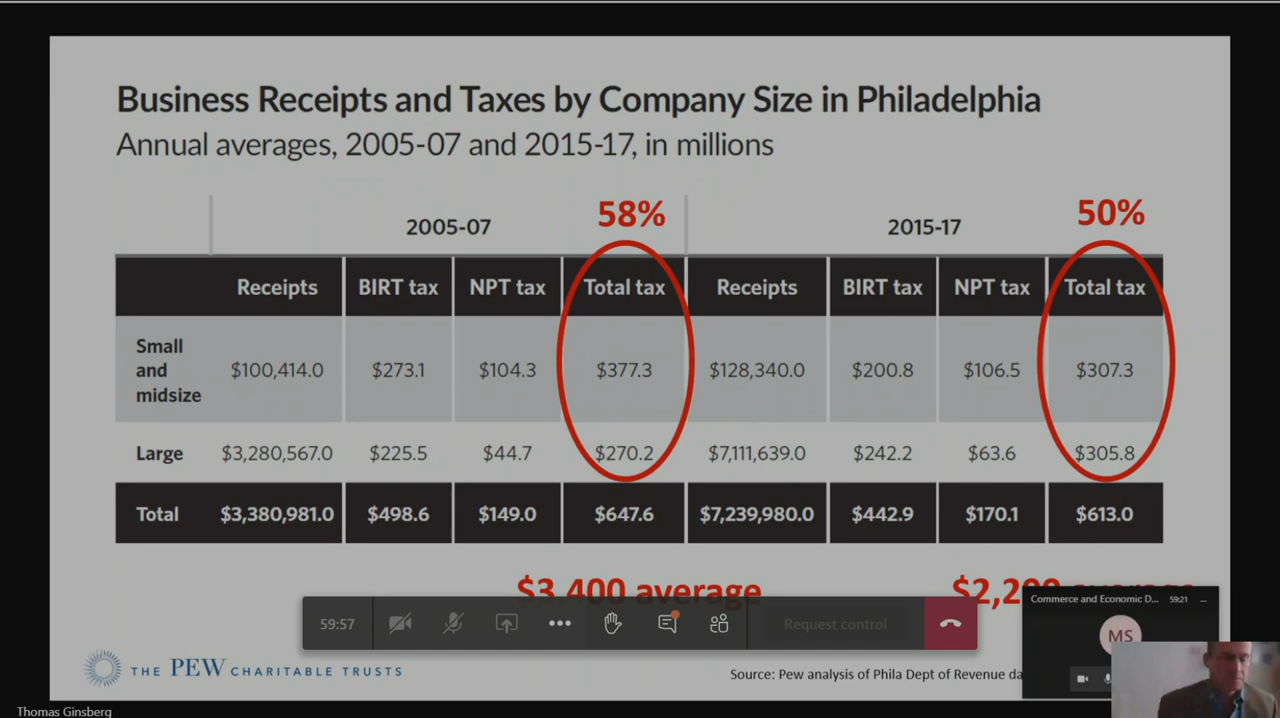 Business Receipts and Taxes by Company Size in Philadelphia
Annual averages, 2005-07 and 2015-17, in millions
2005-07 58% 2015-17 50%
Receipts BIRT tax NPT tax Total tax Receipts BIRT tax NPT tax Total tax
Small
and
midsize
$100,414.0 $273.1 $104.3 $377.3 $128,340.0 $200.8 $106.5 $307.3
Large $3,280,567.0 $225.5 $44.7 $270.2 $7,111,639.0 $242.2 $63.6 $305.8
Total $3,380,981.0 $498.6 $149.0 $647.6 $7,239,980.0 $442.9 $170.1 $613.0
$3,400 average
Commerce and Economic D... 59:21
59:57 Request control
MS
THE PEW CHARITABLE TRUSTS
Source: Pew analysis of Phila Dept of Revenue
Thomas Ginsberg